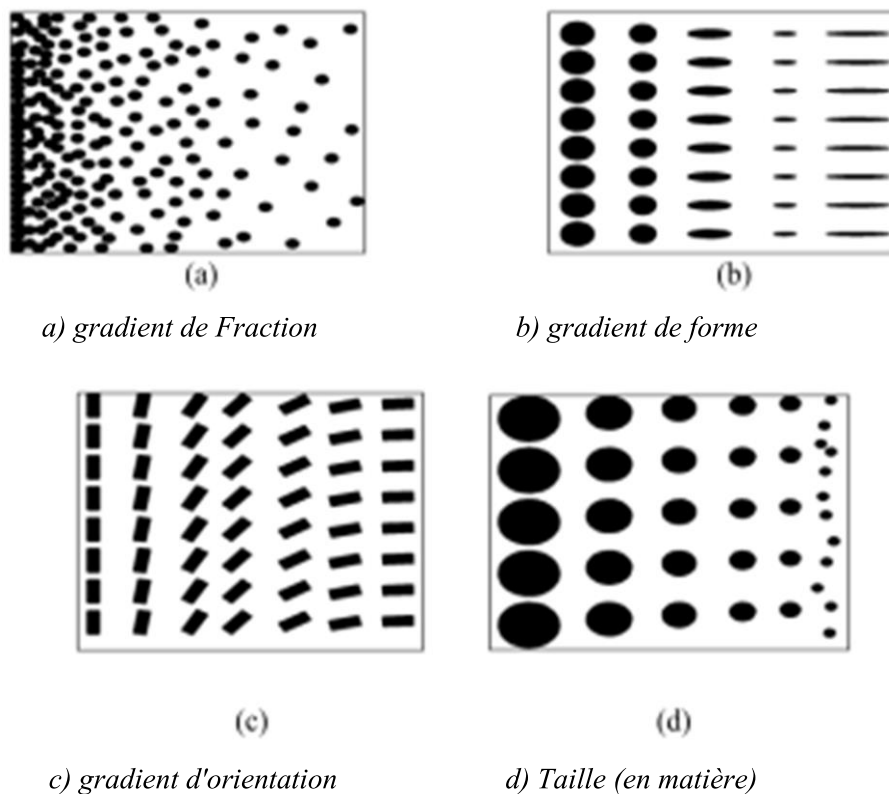 (a)
(b)
a) gradient de Fraction
b) gradient de forme
(c)
(d)
c) gradient d'orientation
d) Taille (en matière)